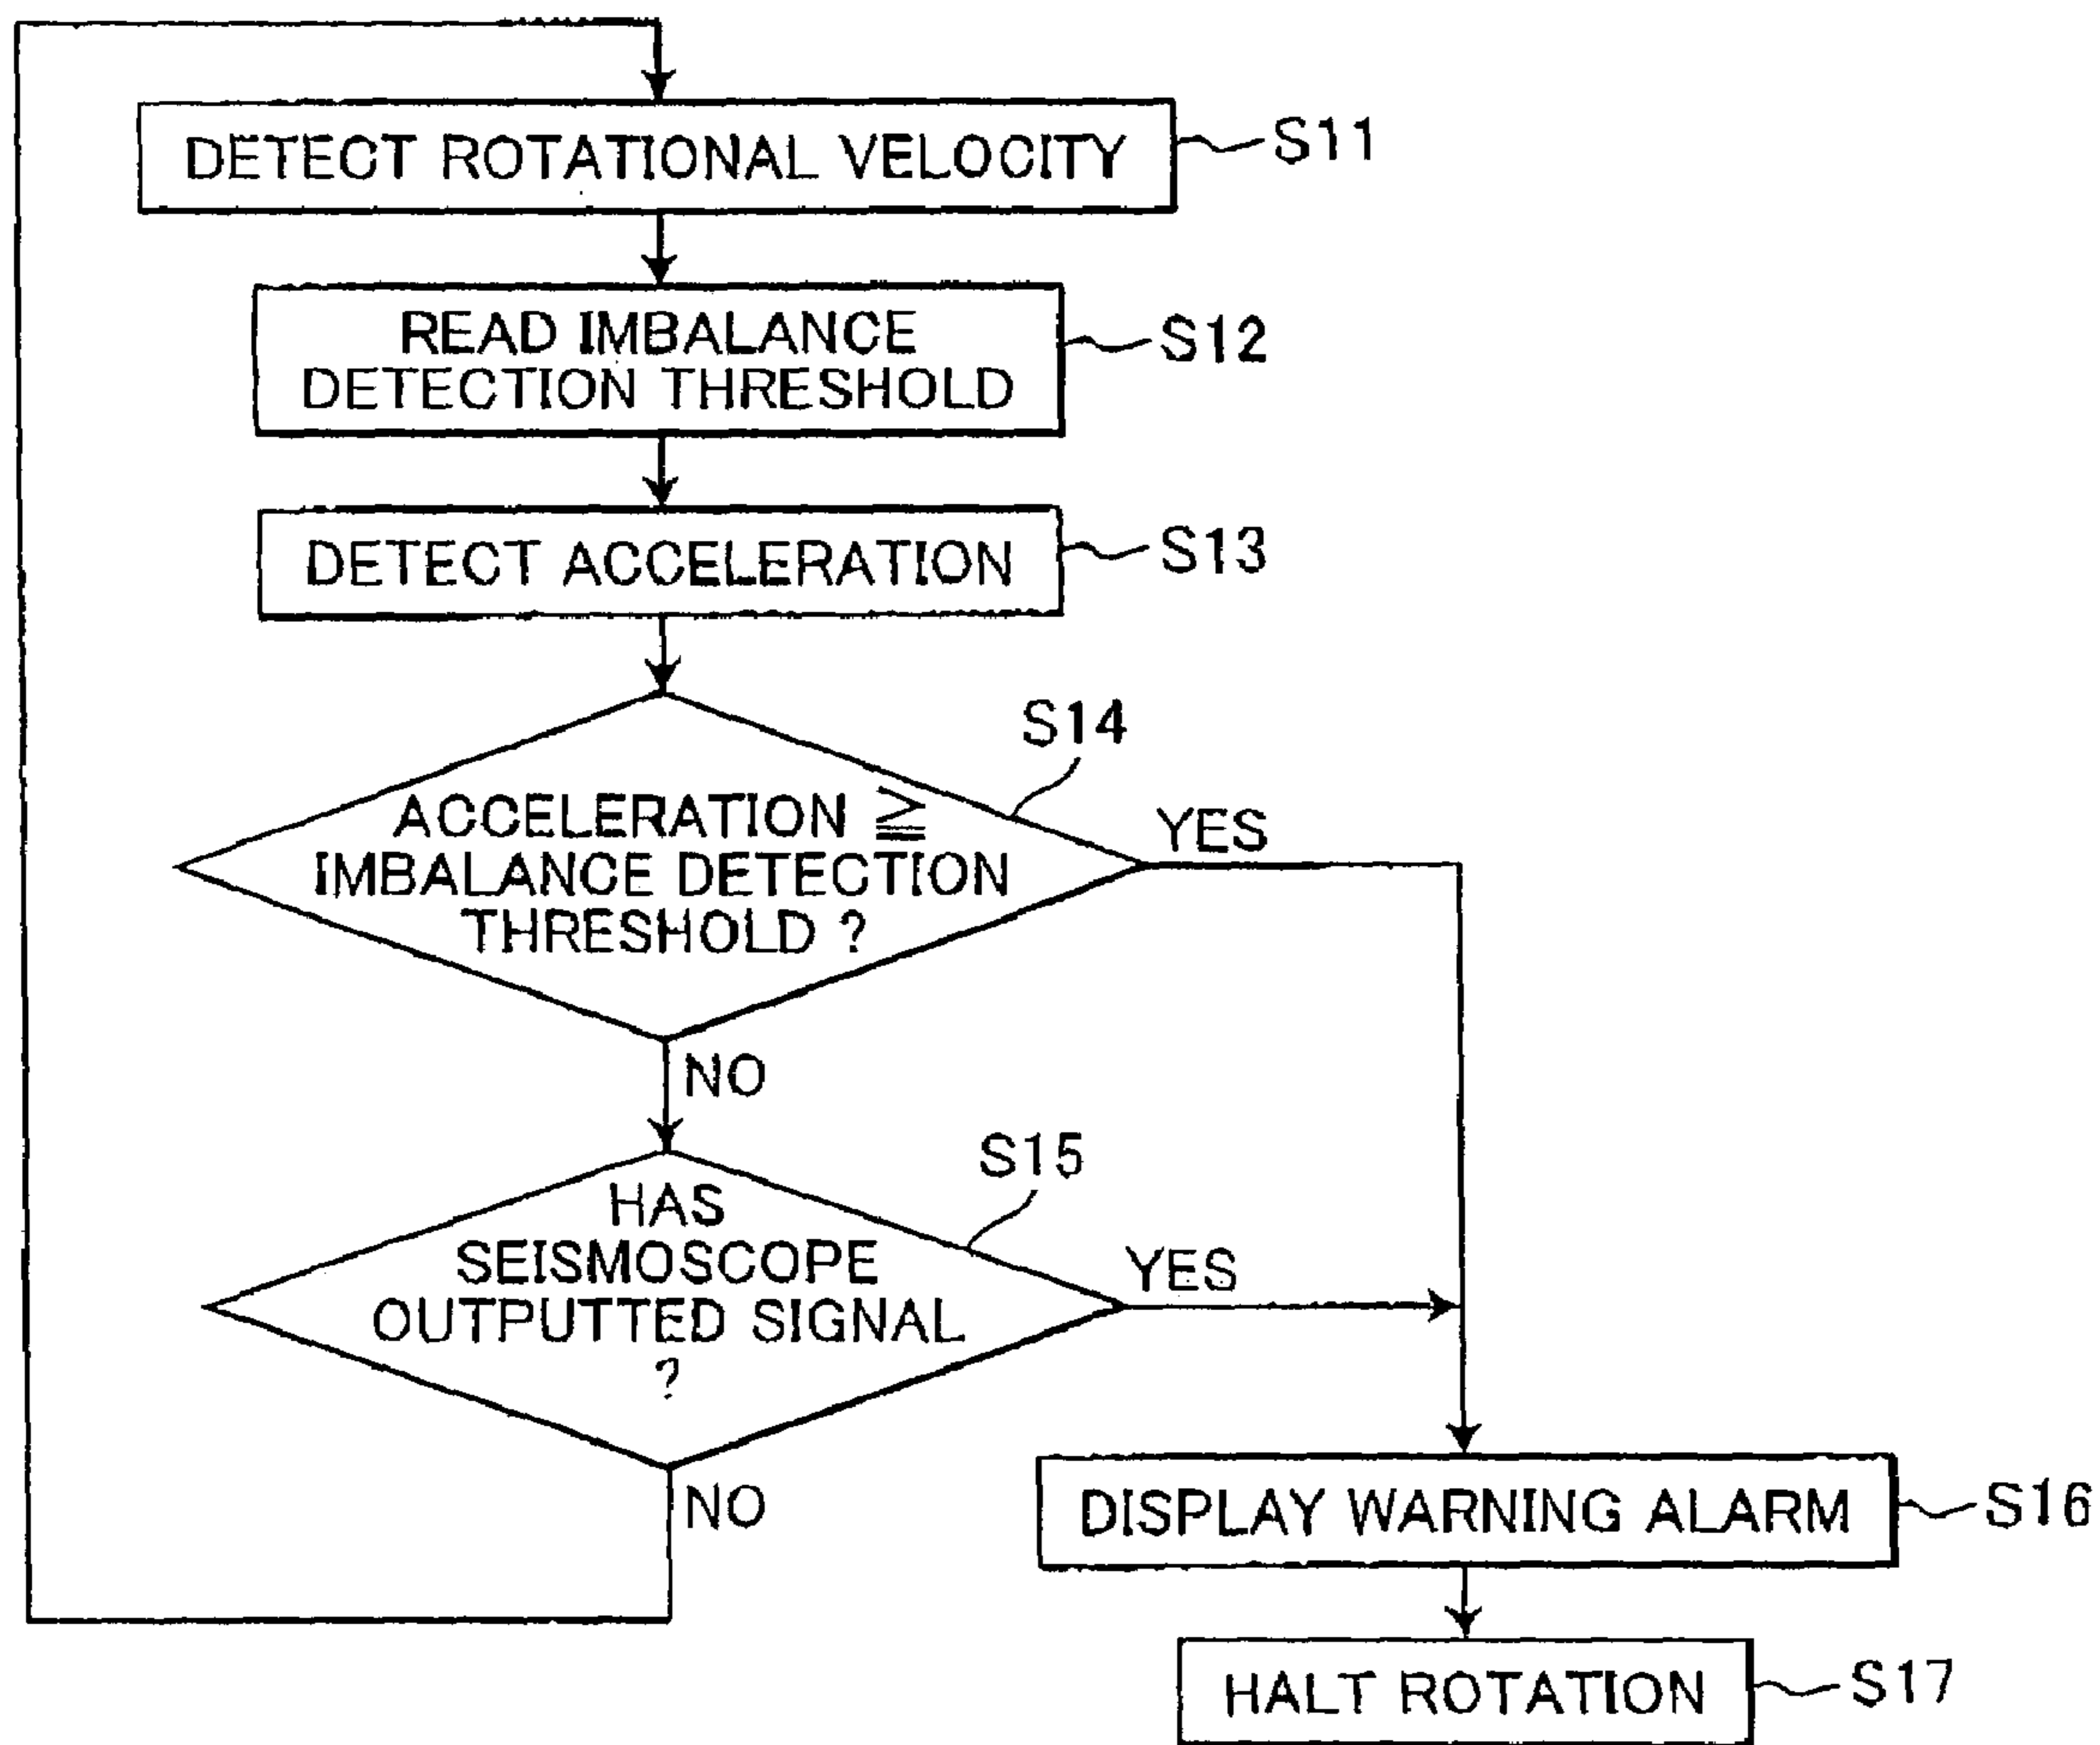 DETECT ROTATIONAL VELOCITY
S11
READ IMBALANCE
DETECTION THRESHOLD
S12
DETECT ACCELERATION
S13
S14
ACCELERATION ≧
IMBALANCE DETECTION
THRESHOLD ?
YES
NO
S15
HAS
SEISMOSCOPE
OUTPUTTED SIGNAL
?
YES
NO
DISPLAY WARNING ALARM
S16
HALT ROTATION
S17